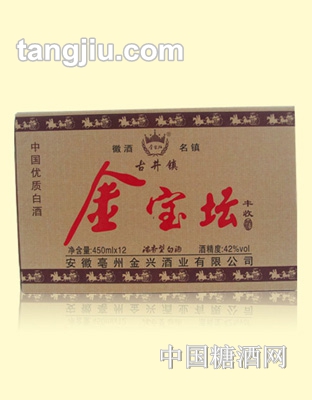 tangjiu.com
徽酒 名镇
古井镇
中国优质白酒
金宝坛
丰收
净含量:450ml×12 浓香型白酒 酒精度:42%vol
安徽亳州金兴酒业有限公司
中国糖酒网